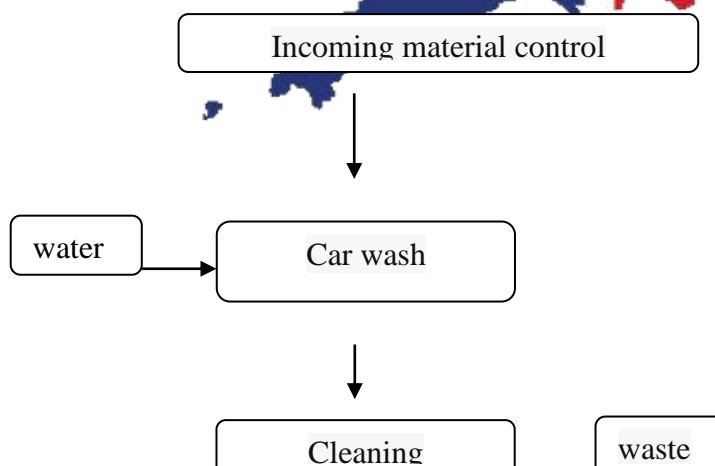 Incoming material control
water
Car wash
Cleaning
waste